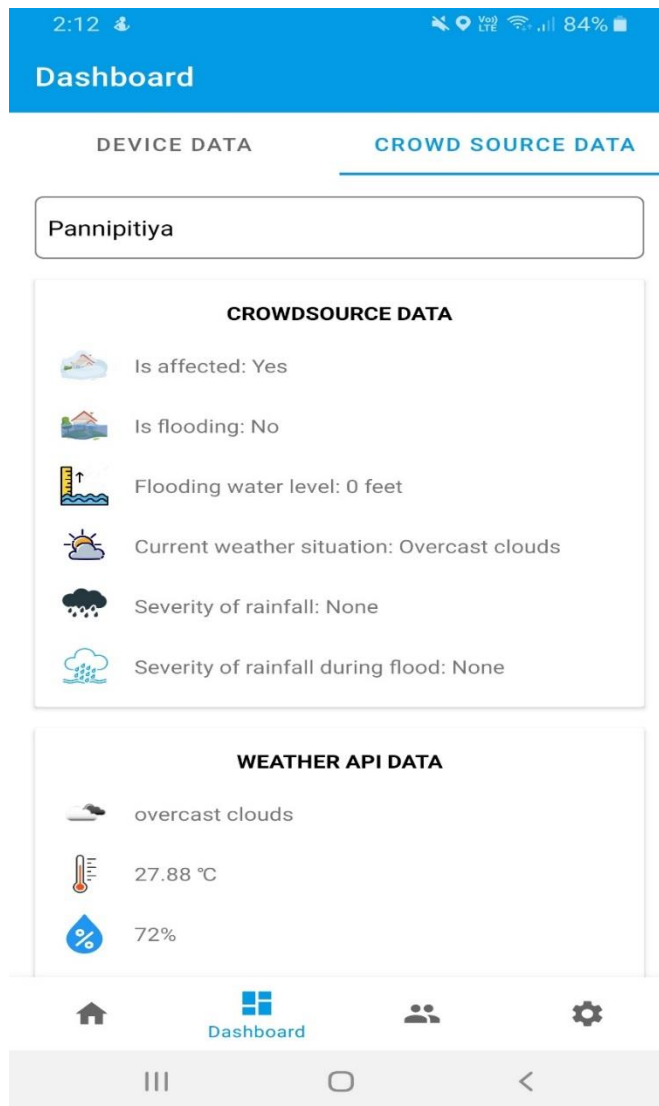 2:12 Vo) LTE 84%
Dashboard
DEVICE DATA CROWD SOURCE DATA
Pannipitiya
CROWDSOURCE DATA
Is affected: Yes
Is flooding: No
Flooding water level: 0 feet
Current weather situation: Overcast clouds
Severity of rainfall: None
Severity of rainfall during flood: None
WEATHER API DATA
overcast clouds
27.88 °C
72%
Dashboard